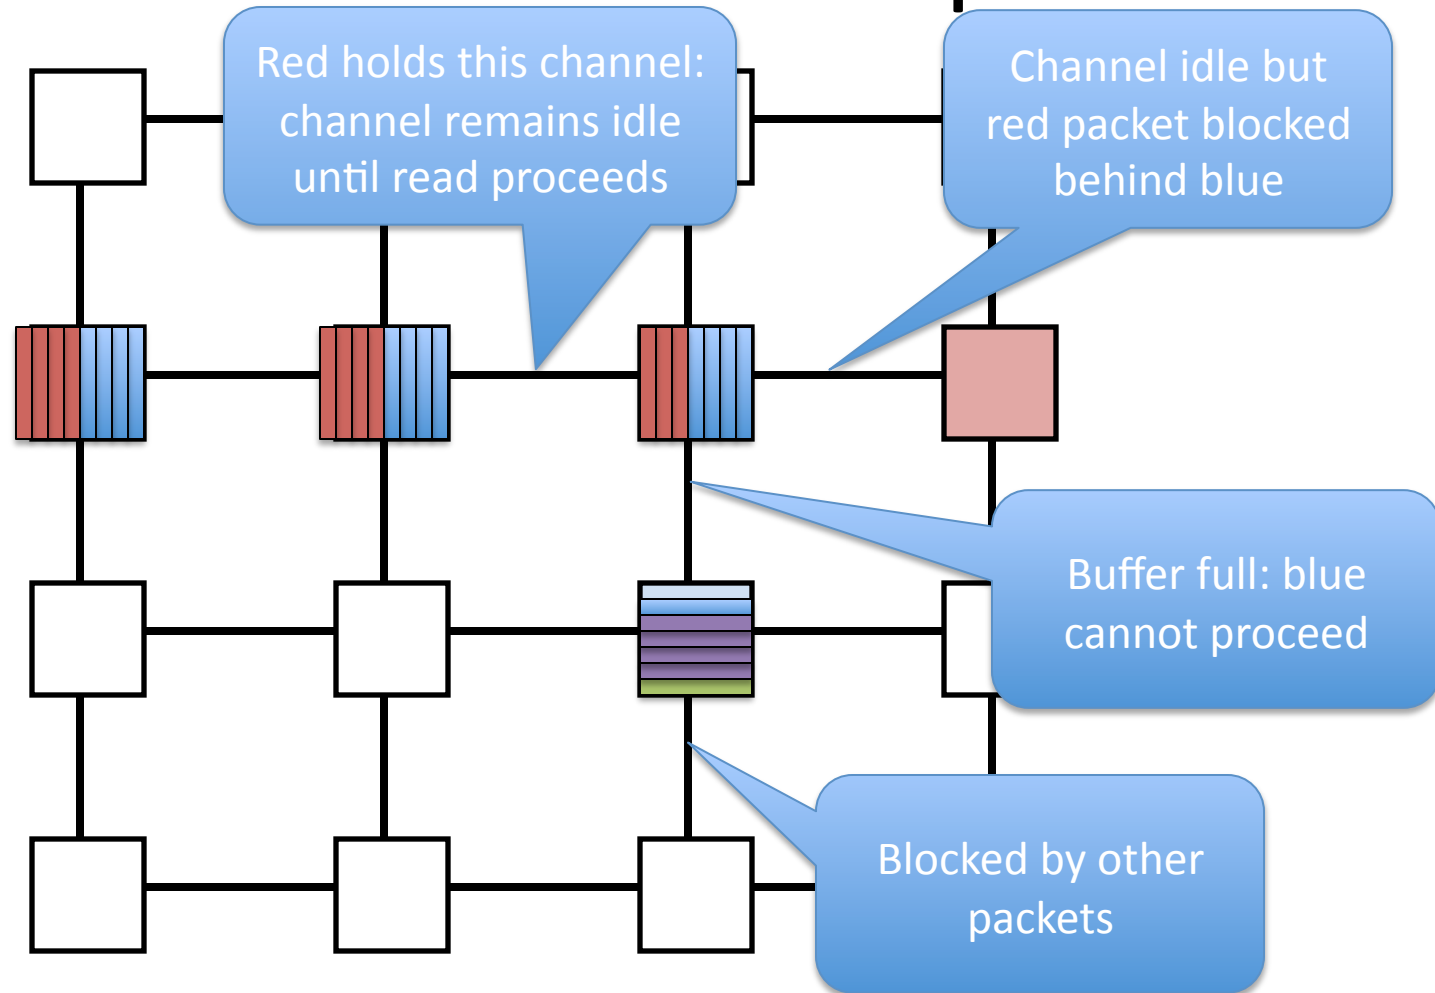 Red holds this channel:
channel remains idle
until read proceeds
Channel idle but
red packet blocked
behind blue
Buffer full: blue
cannot proceed
Blocked by other
packets